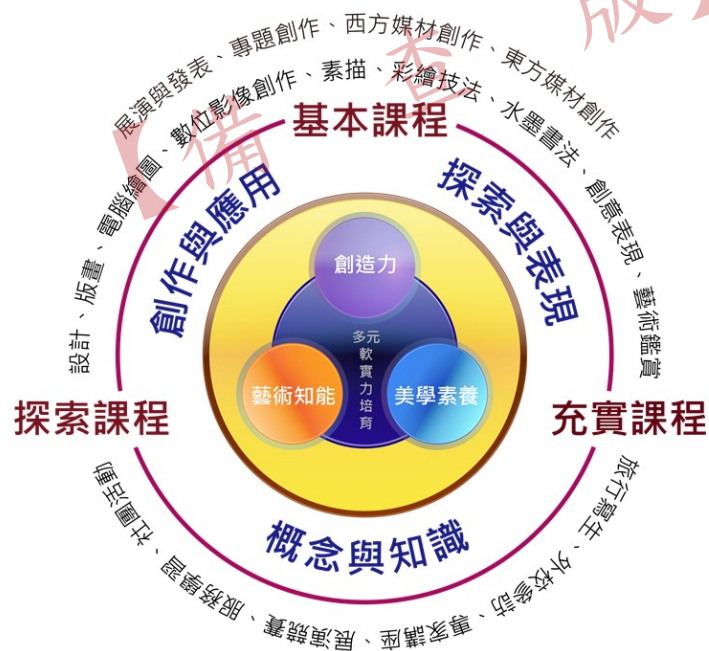 展演與發表、專題創作、西方媒材創作、東方媒材創作
設計、版畫、電腦繪圖、數位影像創作、素描、彩繪技法、水墨書法、創意表現、藝術鑑賞
【備查版】
基本課程
創作與應用
探索與表現
創造力
多元
軟
實
力
培
育
藝術知能
美學素養
探索課程
充實課程
概念與知識
社團活動、服務學習、展演競賽、專家講座、外校參訪、旅行寫生